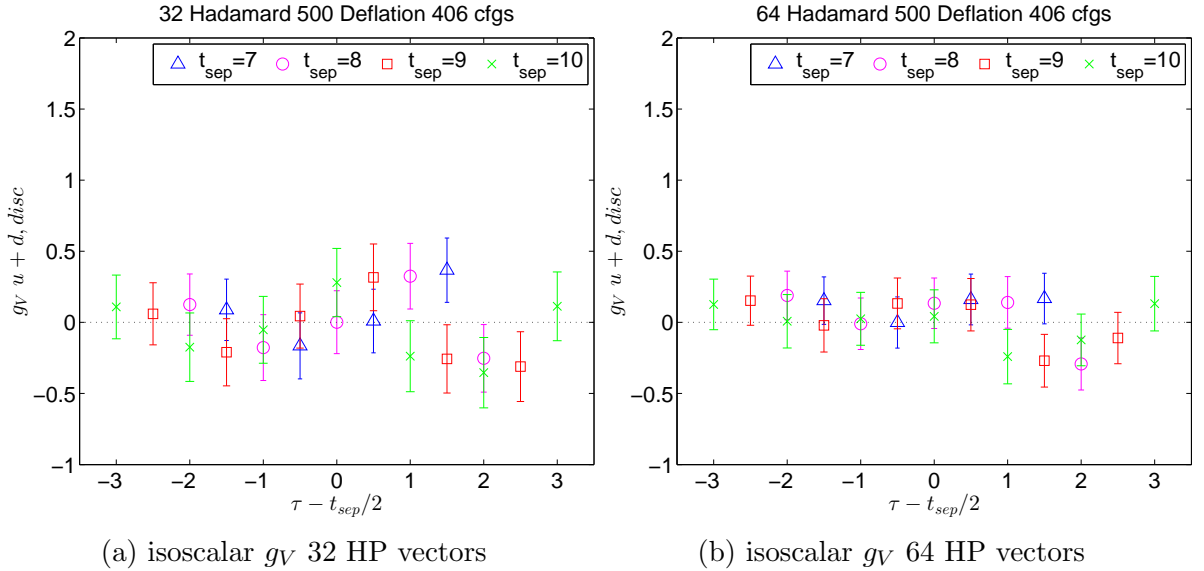 32 Hadamard 500 Deflation 406 cfgs
t_sep=7 t_sep=8 t_sep=9 t_sep=10
2
1.5
1
0.5
0
−0.5
−1
g_V u + d, disc
−3 −2 −1 0 1 2 3
τ − t_sep/2
(a) isoscalar g_V 32 HP vectors
64 Hadamard 500 Deflation 406 cfgs
t_sep=7 t_sep=8 t_sep=9 t_sep=10
2
1.5
1
0.5
0
−0.5
−1
g_V u + d, disc
−3 −2 −1 0 1 2 3
τ − t_sep/2
(b) isoscalar g_V 64 HP vectors